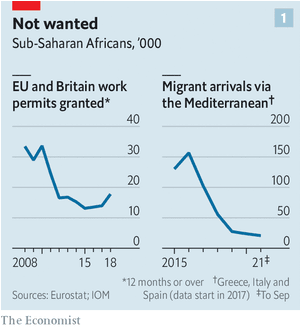 Not wanted
1
Sub-Saharan Africans, ’000
EU and Britain work
permits granted*
40
30
20
10
0
2008
15
18
Migrant arrivals via
the Mediterranean†
200
150
100
50
0
2015
21‡
*12 months or over †Greece, Italy and
Sources: Eurostat; IOM
Spain (data start in 2017) ‡To Sep
The Economist